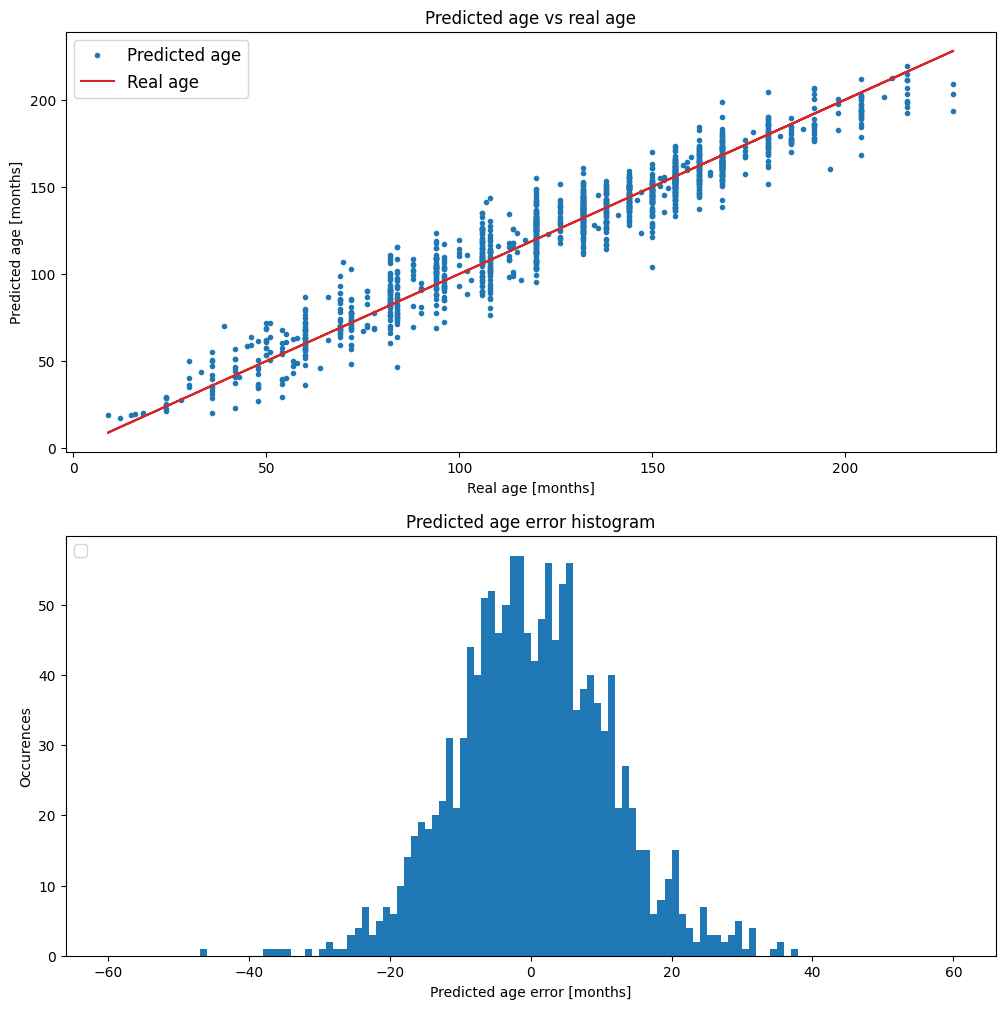 Predicted age vs real age
Predicted age
Real age
Predicted age [months]
200
150
100
50
0
0 50 100 150 200
Real age [months]
Predicted age error histogram
Occurences
50
40
30
20
10
0
−60 −40 −20 0 20 40 60
Predicted age error [months]